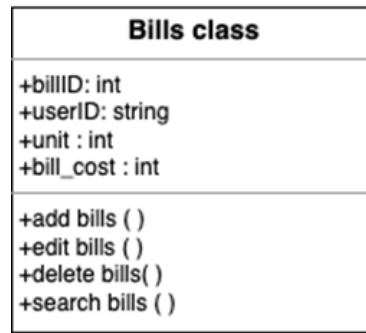 Bills class
+billID: int
+userID: string
+unit : int
+bill_cost : int
+add bills ( )
+edit bills ( )
+delete bills( )
+search bills ( )